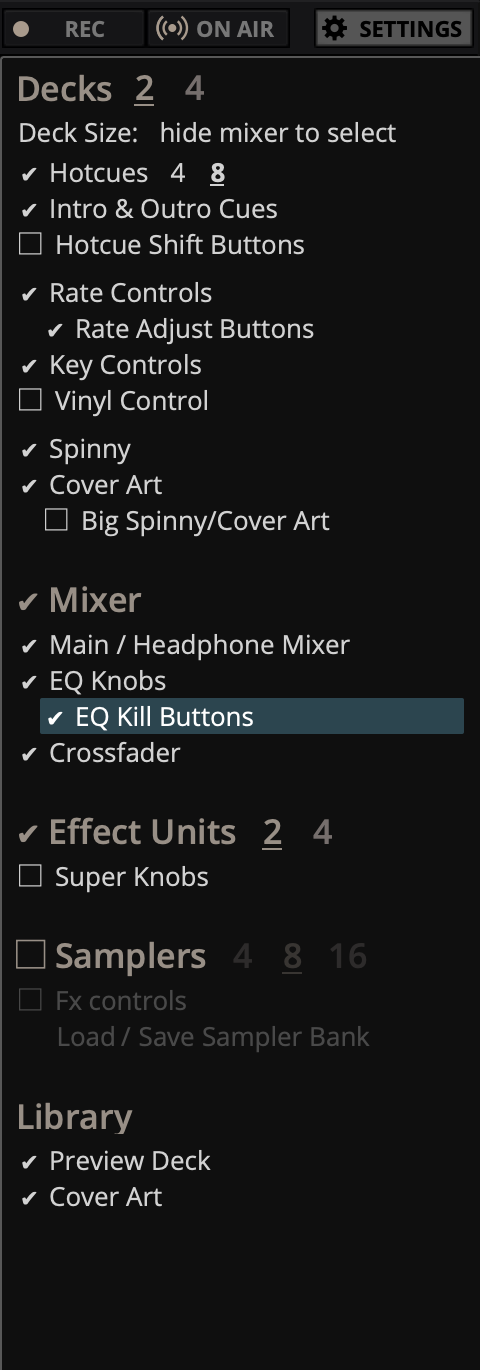 REC ON AIR SETTINGS
Decks 2 4
Deck Size: hide mixer to select
Hotcues 4 8
Intro & Outro Cues
Hotcue Shift Buttons
Rate Controls
Rate Adjust Buttons
Key Controls
Vinyl Control
Spinny
Cover Art
Big Spinny/Cover Art
Mixer
Main / Headphone Mixer
EQ Knobs
EQ Kill Buttons
Crossfader
Effect Units 2 4
Super Knobs
Samplers 4 8 16
Fx controls
Load / Save Sampler Bank
Library
Preview Deck
Cover Art